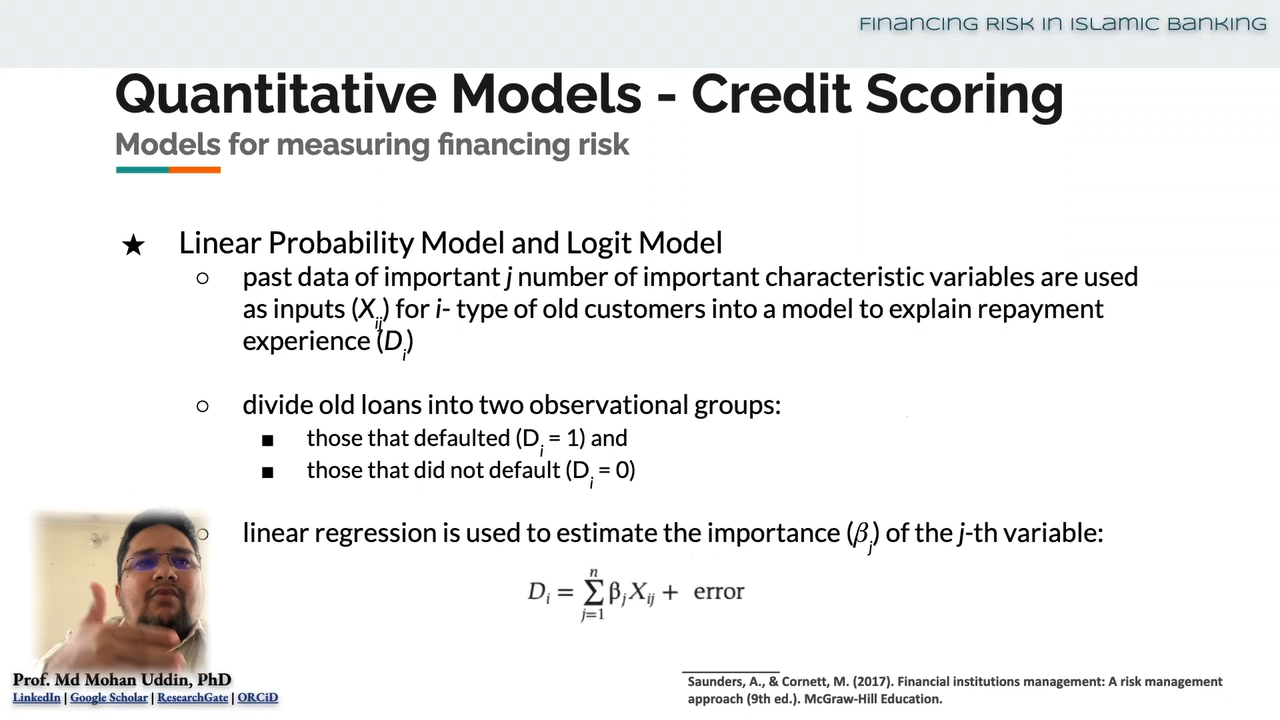 Financing Risk in Islamic Banking
Quantitative Models - Credit Scoring
Models for measuring financing risk
★ Linear Probability Model and Logit Model
○ past data of important j number of important characteristic variables are used
as inputs (Xij) for i- type of old customers into a model to explain repayment
experience (Di)
○ divide old loans into two observational groups:
■ those that defaulted (Di = 1) and
■ those that did not default (Di = 0)
○ linear regression is used to estimate the importance (βj) of the j-th variable:
Di = ∑j=1n βjXij + error
Prof. Md Mohan Uddin, PhD
LinkedIn | Google Scholar | ResearchGate | ORCiD
Saunders, A., & Cornett, M. (2017). Financial institutions management: A risk management
approach (9th ed.). McGraw-Hill Education.